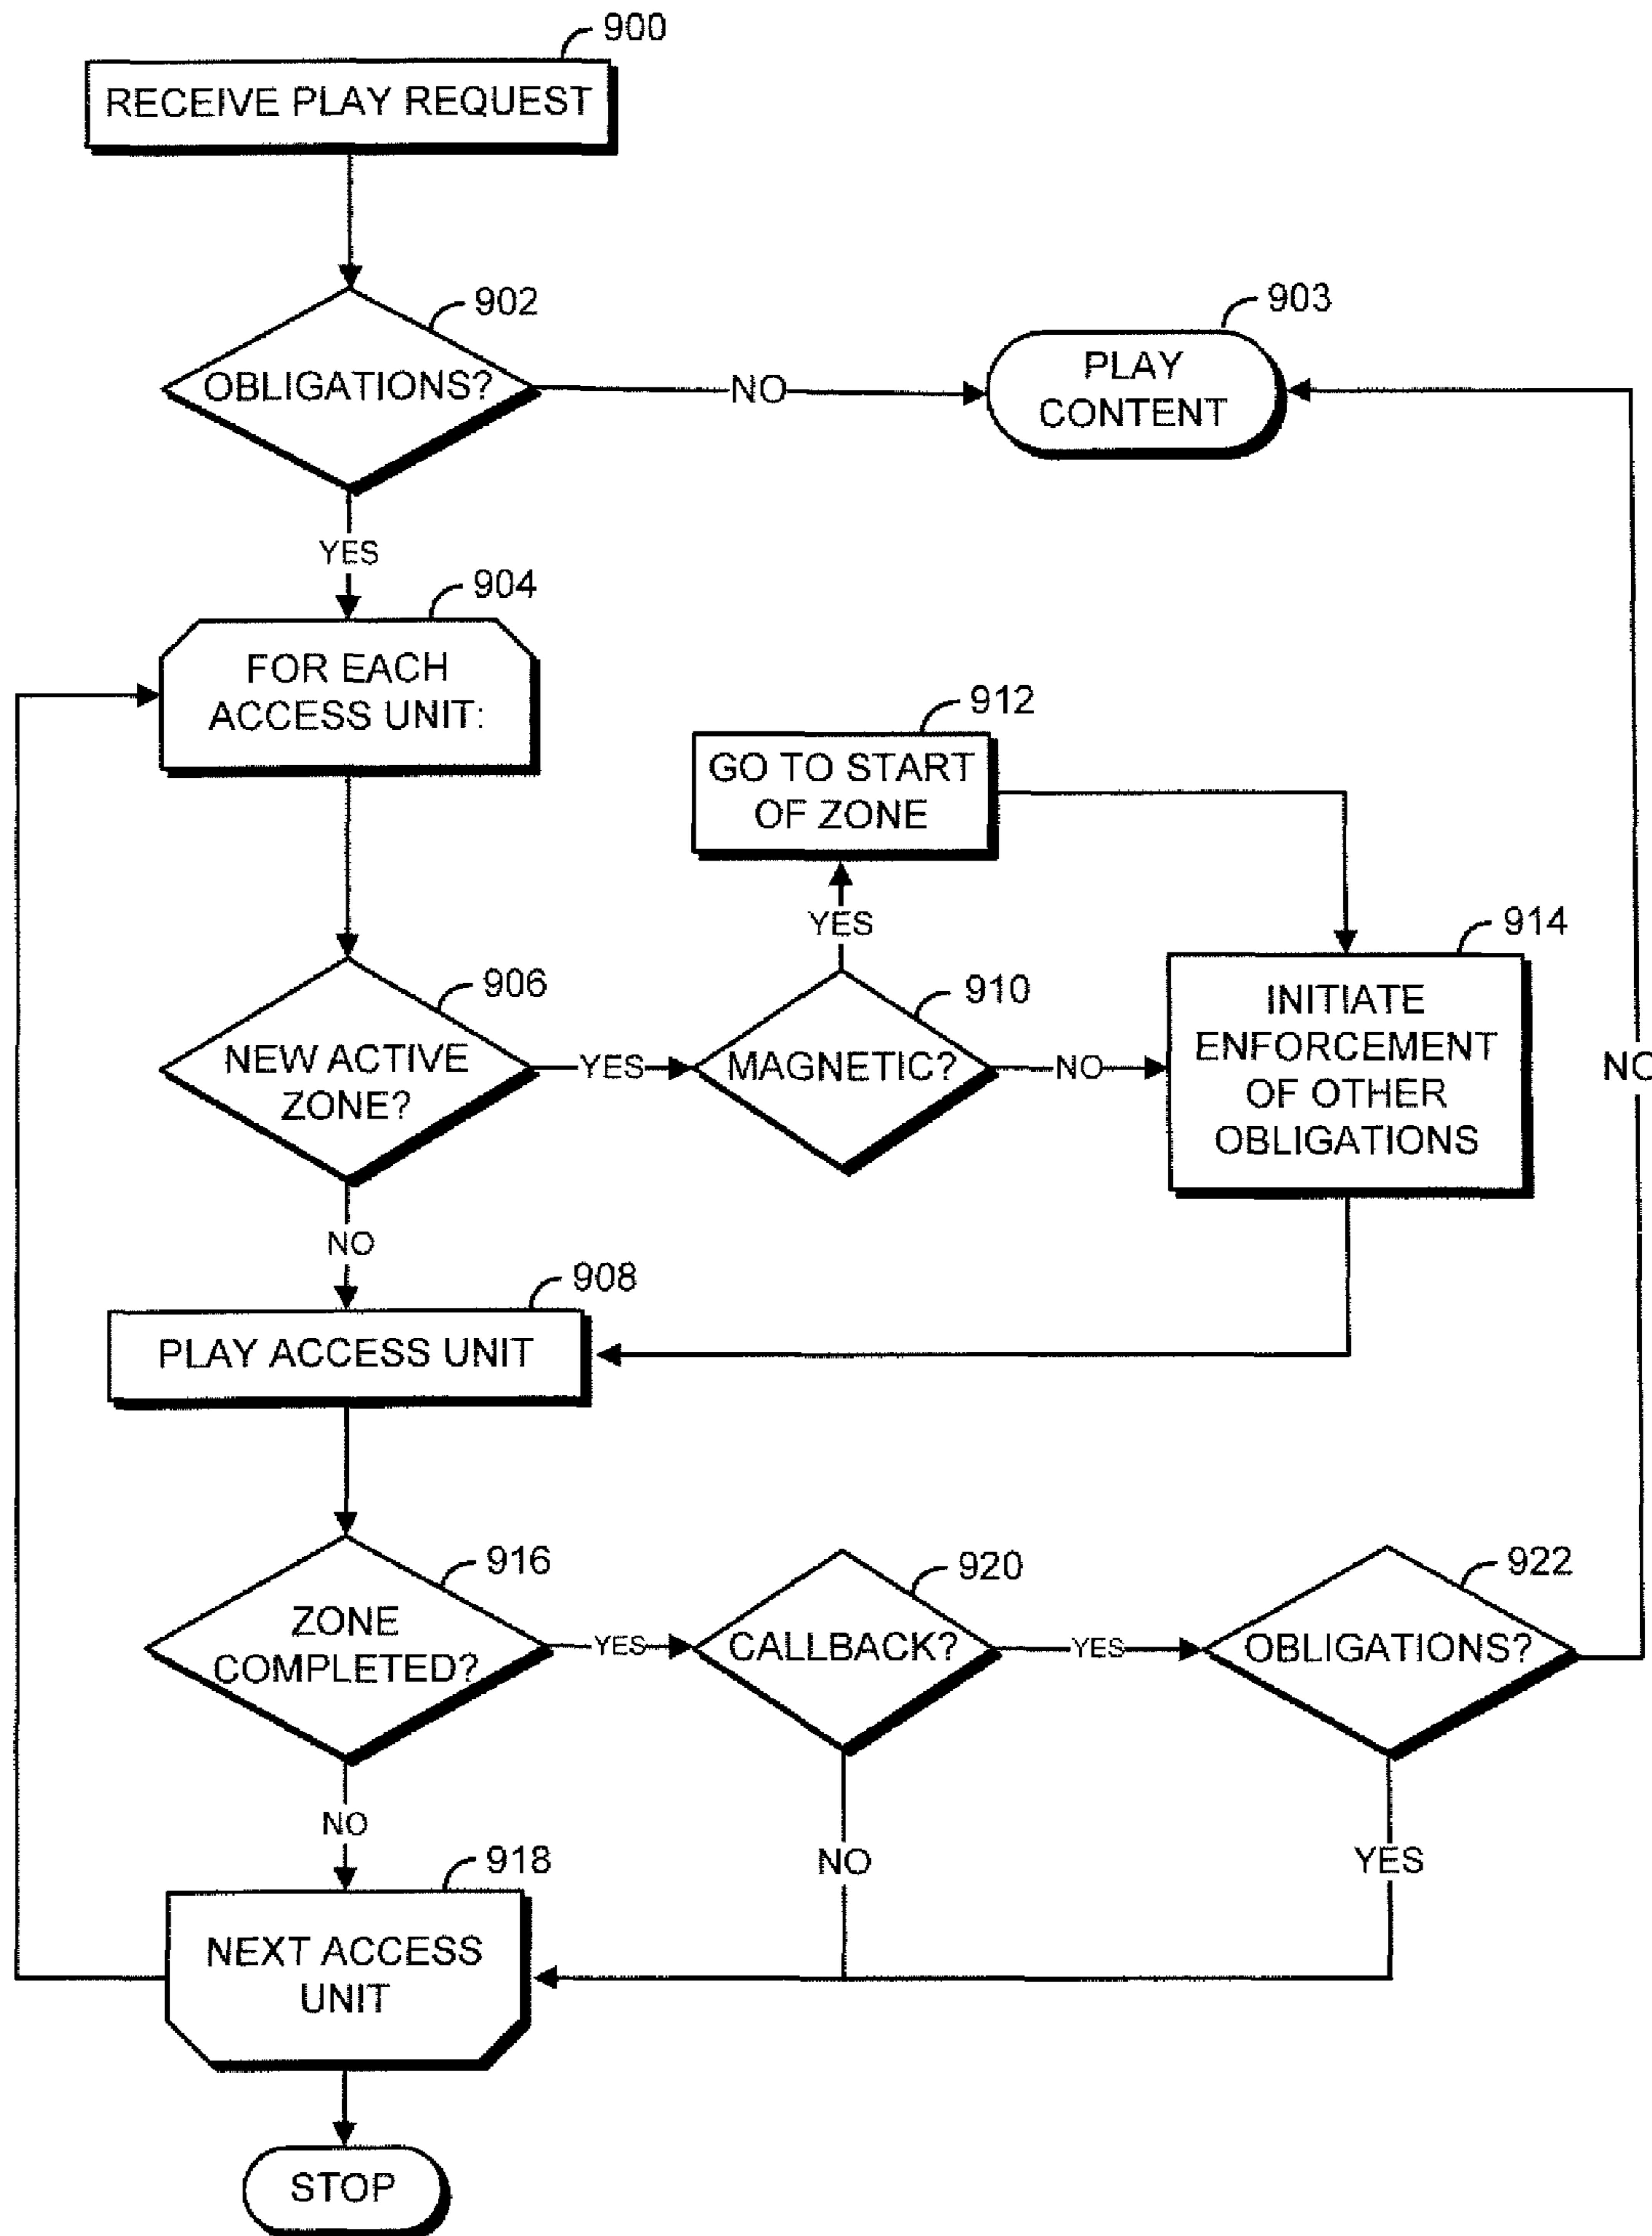 900
RECEIVE PLAY REQUEST
902
OBLIGATIONS?
NO
903
PLAY
CONTENT
YES
904
FOR EACH
ACCESS UNIT:
912
GO TO START
OF ZONE
YES
906
NEW ACTIVE
ZONE?
YES
910
MAGNETIC?
NO
914
INITIATE
ENFORCEMENT
OF OTHER
OBLIGATIONS
NO
NO
908
PLAY ACCESS UNIT
916
ZONE
COMPLETED?
YES
920
CALLBACK?
YES
922
OBLIGATIONS?
NO
NO
YES
918
NEXT ACCESS
UNIT
STOP